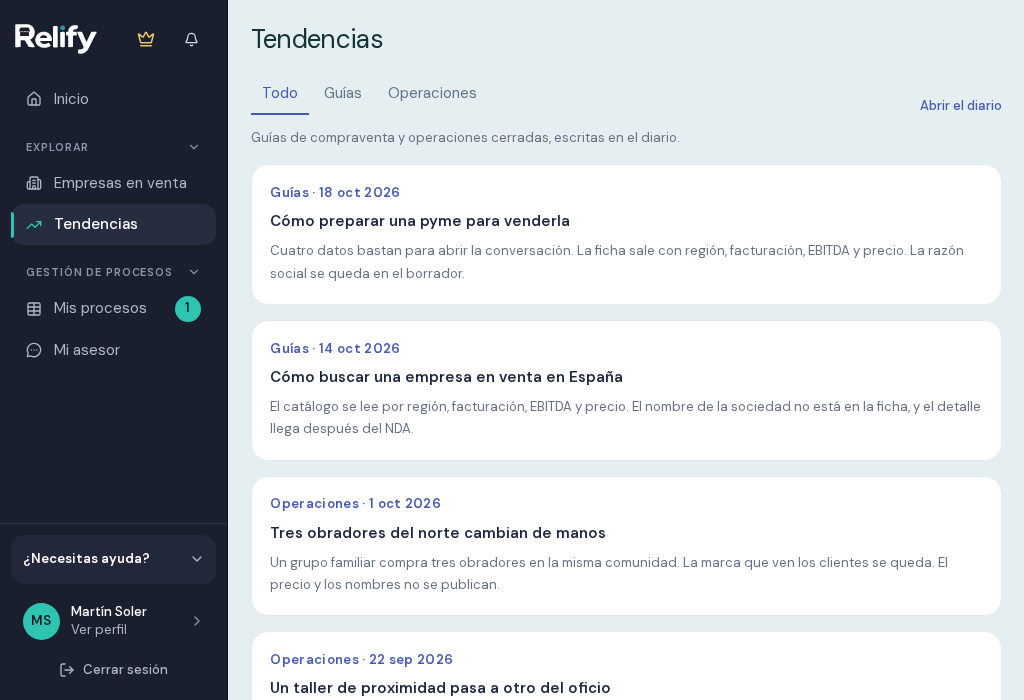 Relify
Inicio
EXPLORAR
Empresas en venta
Tendencias
GESTIÓN DE PROCESOS
Mis procesos 1
Mi asesor
¿Necesitas ayuda?
MS
Martín Soler
Ver perfil
Cerrar sesión
Tendencias
Todo Guías Operaciones
Abrir el diario
Guías de compraventa y operaciones cerradas, escritas en el diario.
Guías · 18 oct 2026
Cómo preparar una pyme para venderla
Cuatro datos bastan para abrir la conversación. La ficha sale con región, facturación, EBITDA y precio. La razón
social se queda en el borrador.
Guías · 14 oct 2026
Cómo buscar una empresa en venta en España
El catálogo se lee por región, facturación, EBITDA y precio. El nombre de la sociedad no está en la ficha, y el detalle
llega después del NDA.
Operaciones · 1 oct 2026
Tres obradores del norte cambian de manos
Un grupo familiar compra tres obradores en la misma comunidad. La marca que ven los clientes se queda. El
precio y los nombres no se publican.
Operaciones · 22 sep 2026
Un taller de proximidad pasa a otro del oficio